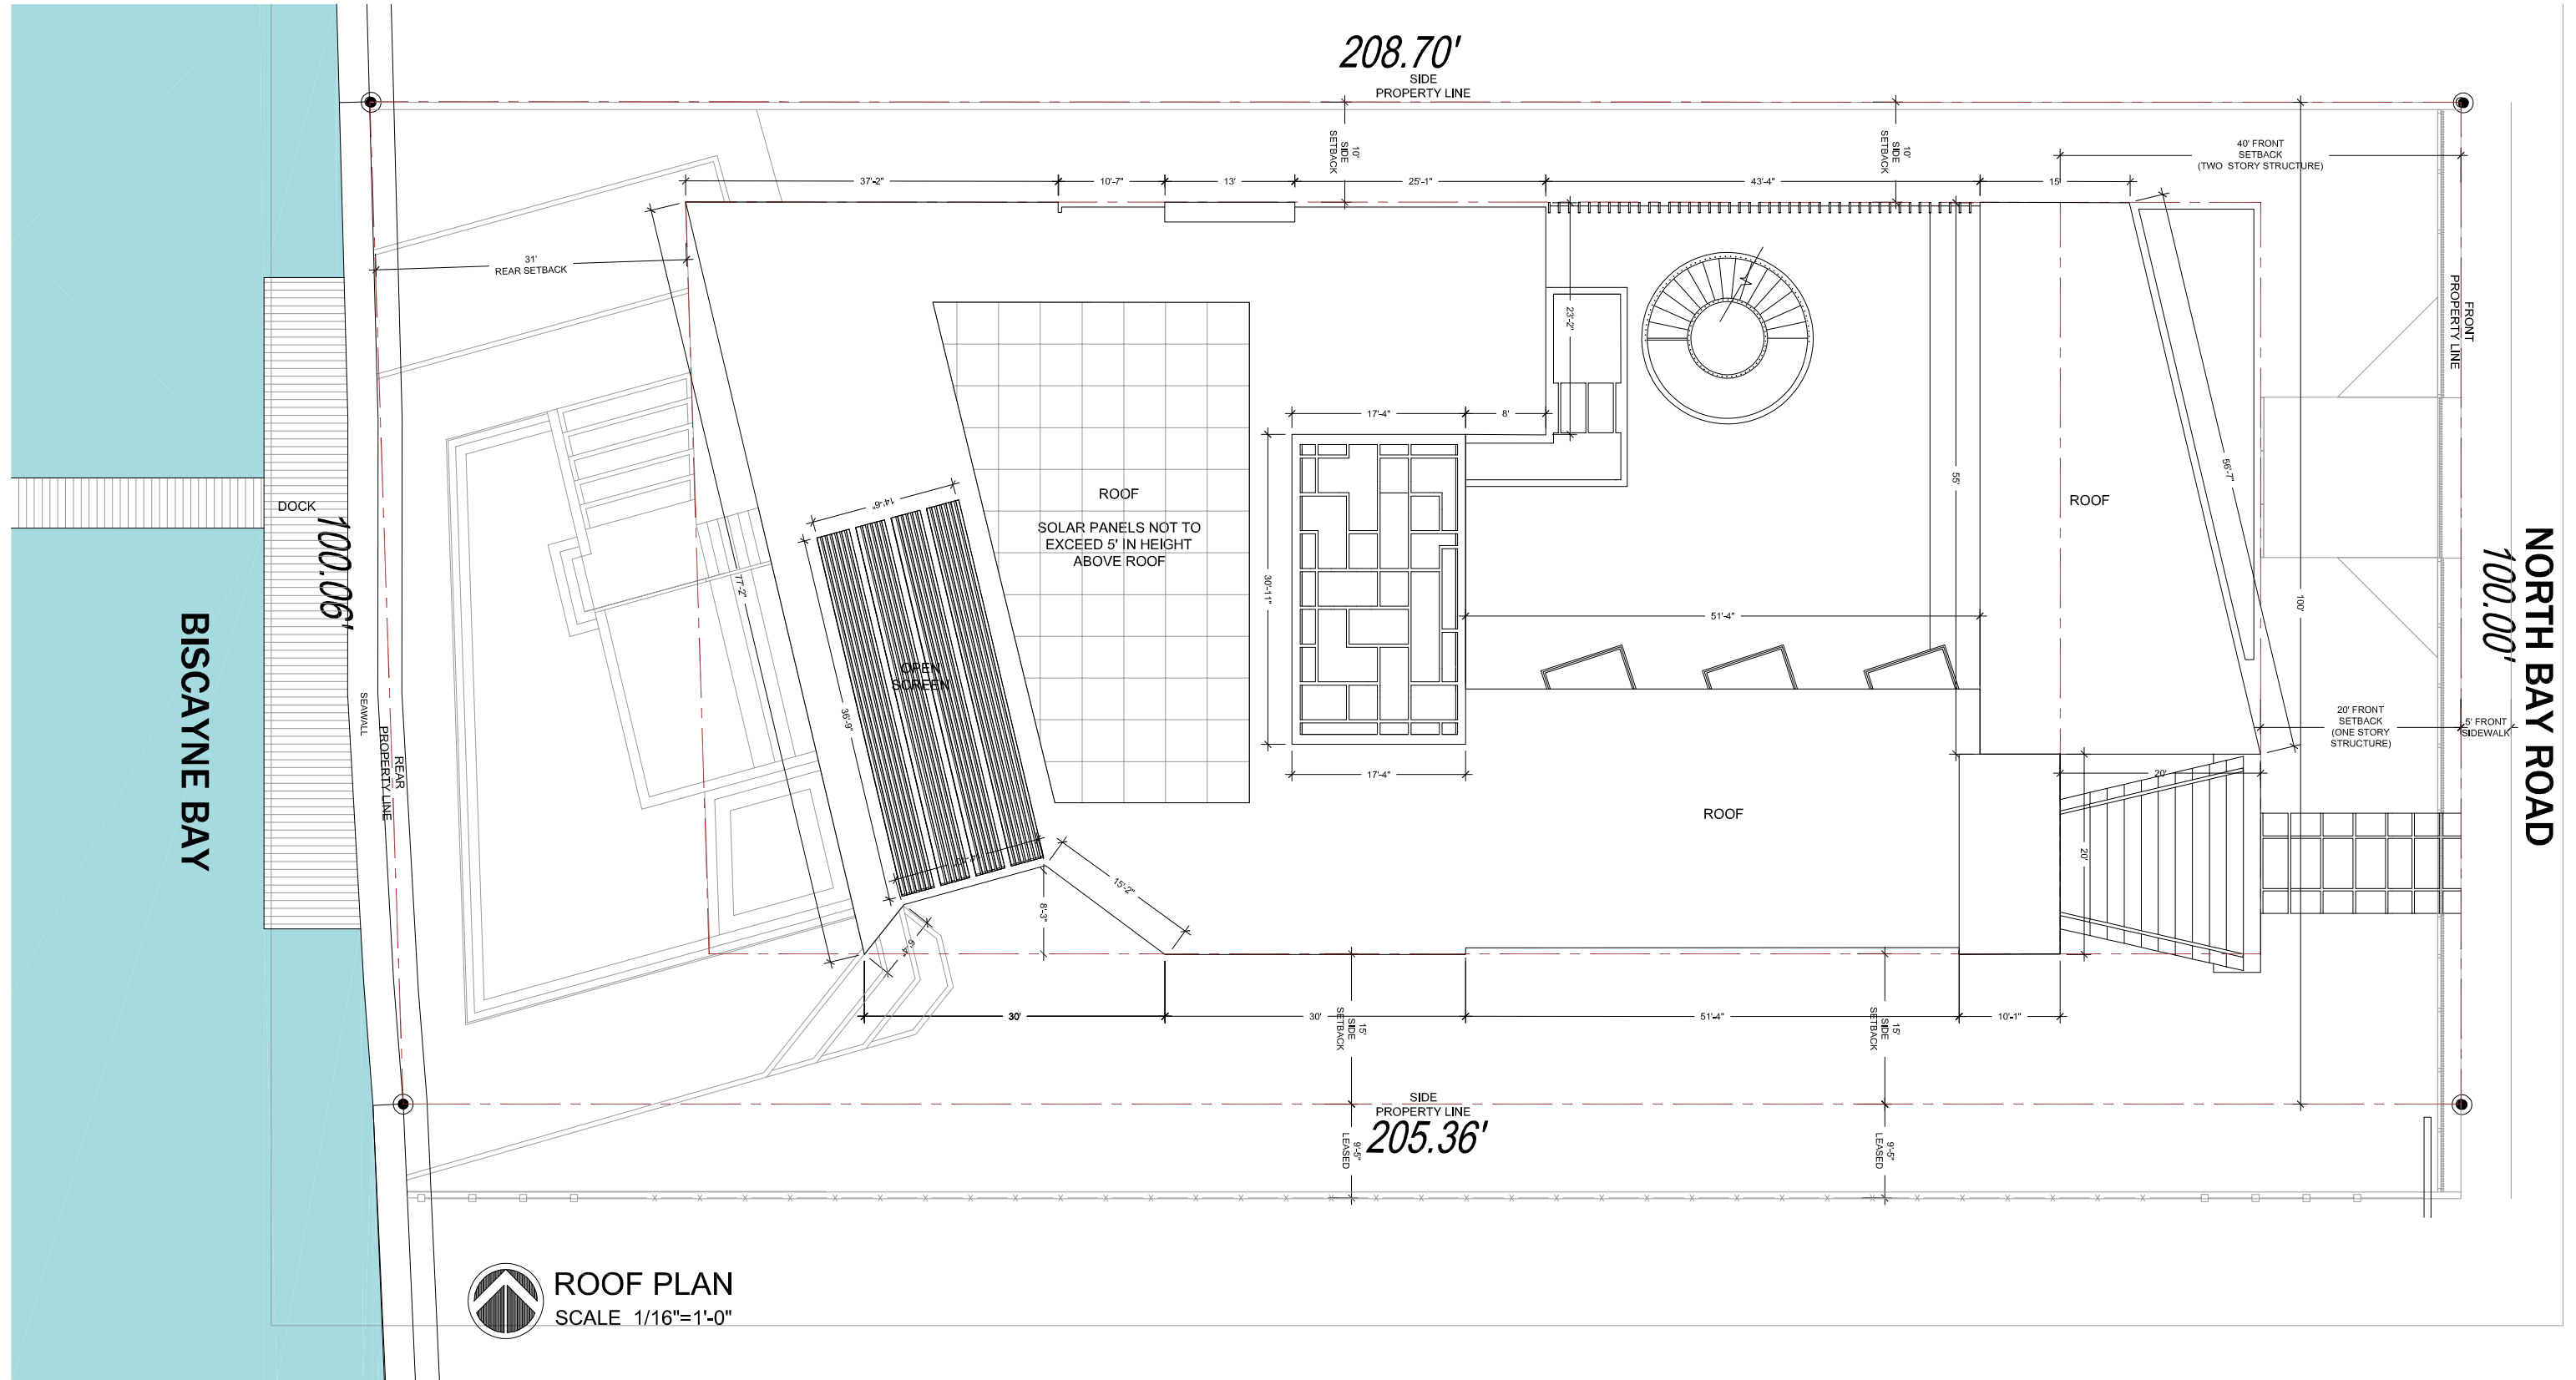 208.70'
SIDE
PROPERTY LINE
10'
SIDE
SETBACK
10'
SIDE
SETBACK
40' FRONT
SETBACK
(TWO STORY STRUCTURE)
37'-2"
10'-7"
13'
25'-1"
43'-4"
15'
31'
REAR SETBACK
23'-2"
FRONT
PROPERTY LINE
17'-4"
8'
56'-7"
55'
14'-6"
ROOF
SOLAR PANELS NOT TO
EXCEED 5' IN HEIGHT
ABOVE ROOF
ROOF
DOCK
100.06'
77'-2"
30'-11"
51'-4"
100'
NORTH BAY ROAD
100.00'
BISCAYNE BAY
OPEN
SCREEN
36'-9"
SEAWALL
REAR
PROPERTY LINE
20' FRONT
SETBACK
(ONE STORY
STRUCTURE)
5' FRONT
SIDEWALK
17'-4"
20'
ROOF
20'
15'-2"
8'-3"
6'-4"
30'
30'
51'-4"
10'-1"
15'
SIDE
SETBACK
15'
SIDE
SETBACK
SIDE
PROPERTY LINE
205.36'
9'-5"
LEASED
9'-5"
LEASED
ROOF PLAN
SCALE 1/16"=1'-0"